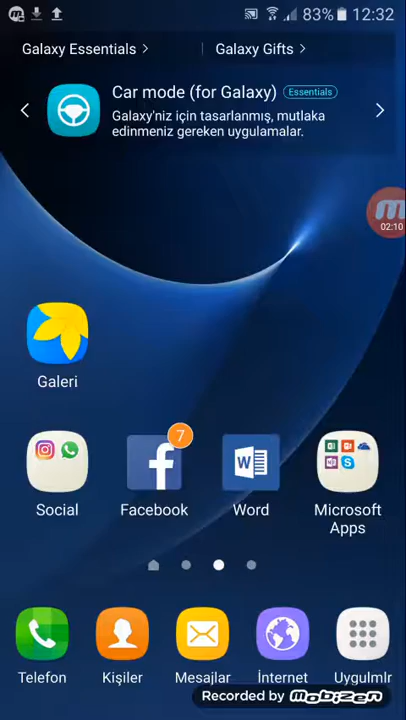 83% 12:32
Galaxy Essentials > | Galaxy Gifts >
Car mode (for Galaxy) Essentials
Galaxy'niz için tasarlanmış, mutlaka
edinmeniz gereken uygulamalar.
02:10
Galeri
7
Social Facebook Word Microsoft
Apps
Telefon Kişiler Mesajlar İnternet Uygulmlr
Recorded by Mobizen